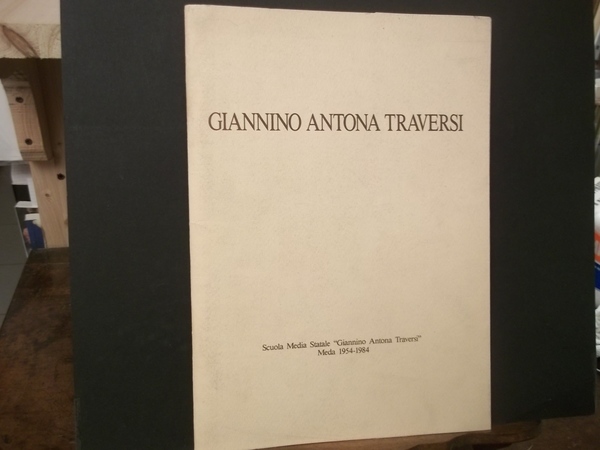 GIANNINO ANTONA TRAVERSI
Scuola Media Statale "Giannino Antona Traversi"
Meda 1954-1984